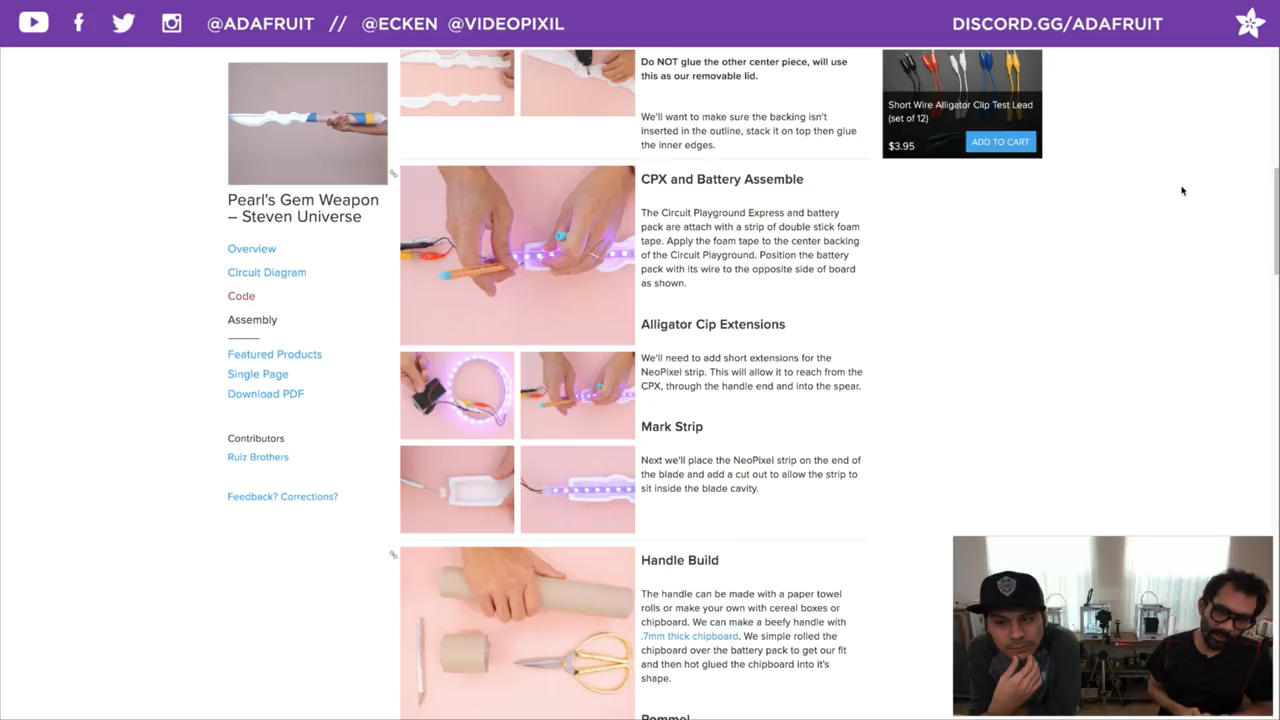 @ADAFRUIT // @ECKEN @VIDEOPIXIL
DISCORD.GG/ADAFRUIT
Pearl's Gem Weapon
– Steven Universe
Overview
Circuit Diagram
Code
Assembly
Featured Products
Single Page
Download PDF
Contributors
Ruiz Brothers
Feedback? Corrections?
Do NOT glue the other center piece, will use
this as our removable lid.
We'll want to make sure the backing isn't
inserted in the outline, stack it on top then glue
the inner edges.
CPX and Battery Assemble
The Circuit Playground Express and battery
pack are attach with a strip of double stick foam
tape. Apply the foam tape to the center backing
of the Circuit Playground. Position the battery
pack with its wire to the opposite side of board
as shown.
Alligator Cip Extensions
We'll need to add short extensions for the
NeoPixel strip. This will allow it to reach from the
CPX, through the handle end and into the spear.
Mark Strip
Next we'll place the NeoPixel strip on the end of
the blade and add a cut out to allow the strip to
sit inside the blade cavity.
Handle Build
The handle can be made with a paper towel
rolls or make your own with cereal boxes or
chipboard. We can make a beefy handle with
.7mm thick chipboard. We simple rolled the
chipboard over the battery pack to get our fit
and then hot glued the chipboard into it's
shape.
Pommel
Short Wire Alligator Clip Test Lead
(set of 12)
$3.95
ADD TO CART